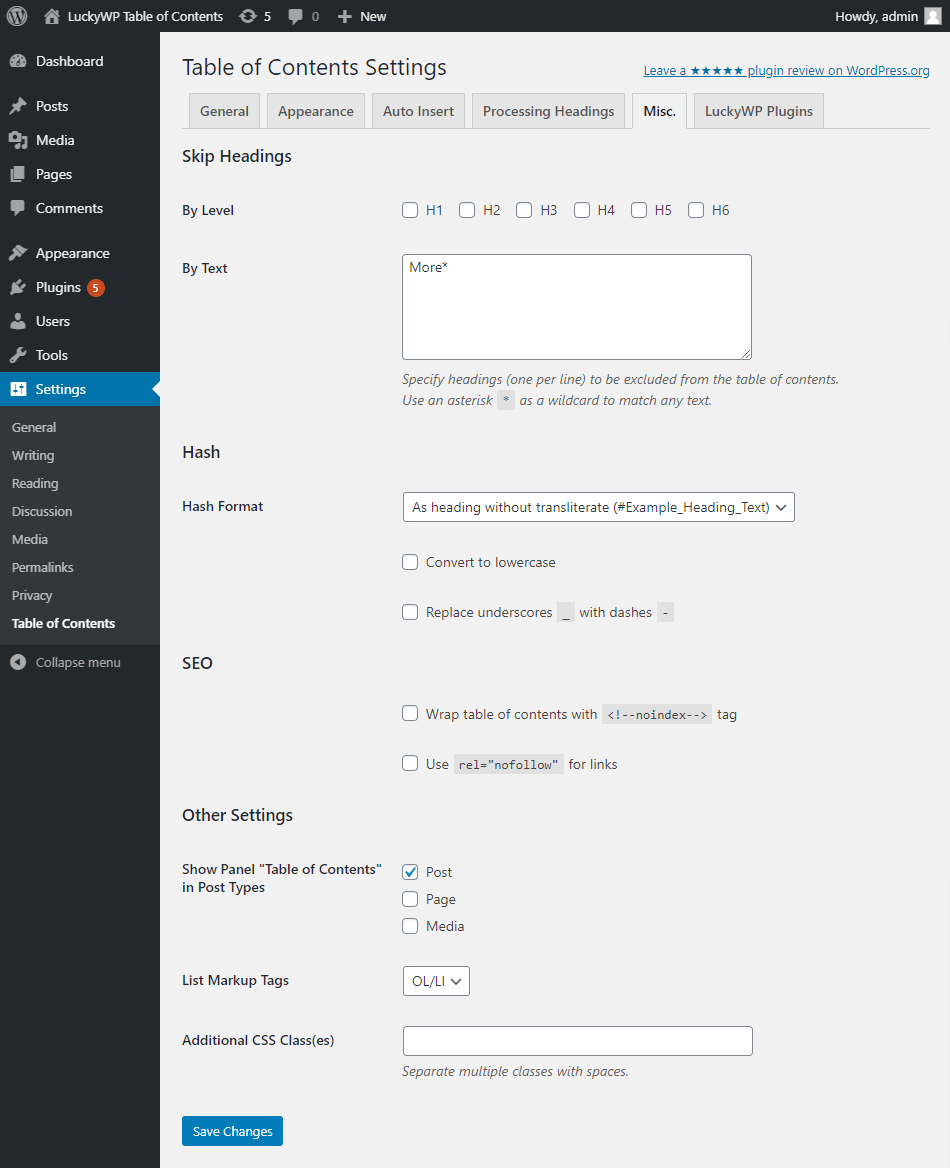 LuckyWP Table of Contents 5 0 New Howdy, admin
Dashboard
Posts
Media
Pages
Comments
Appearance
Plugins 5
Users
Tools
Settings
General
Writing
Reading
Discussion
Media
Permalinks
Privacy
Table of Contents
Collapse menu
Table of Contents Settings
Leave a ★★★★★ plugin review on WordPress.org
General Appearance Auto Insert Processing Headings Misc. LuckyWP Plugins
Skip Headings
By Level H1 H2 H3 H4 H5 H6
By Text More*
Specify headings (one per line) to be excluded from the table of contents.
Use an asterisk * as a wildcard to match any text.
Hash
Hash Format As heading without transliterate (#Example_Heading_Text)
Convert to lowercase
Replace underscores _ with dashes -
SEO
Wrap table of contents with <!--noindex--> tag
Use rel="nofollow" for links
Other Settings
Show Panel "Table of Contents"
in Post Types
Post
Page
Media
List Markup Tags OL/LI
Additional CSS Class(es)
Separate multiple classes with spaces.
Save Changes